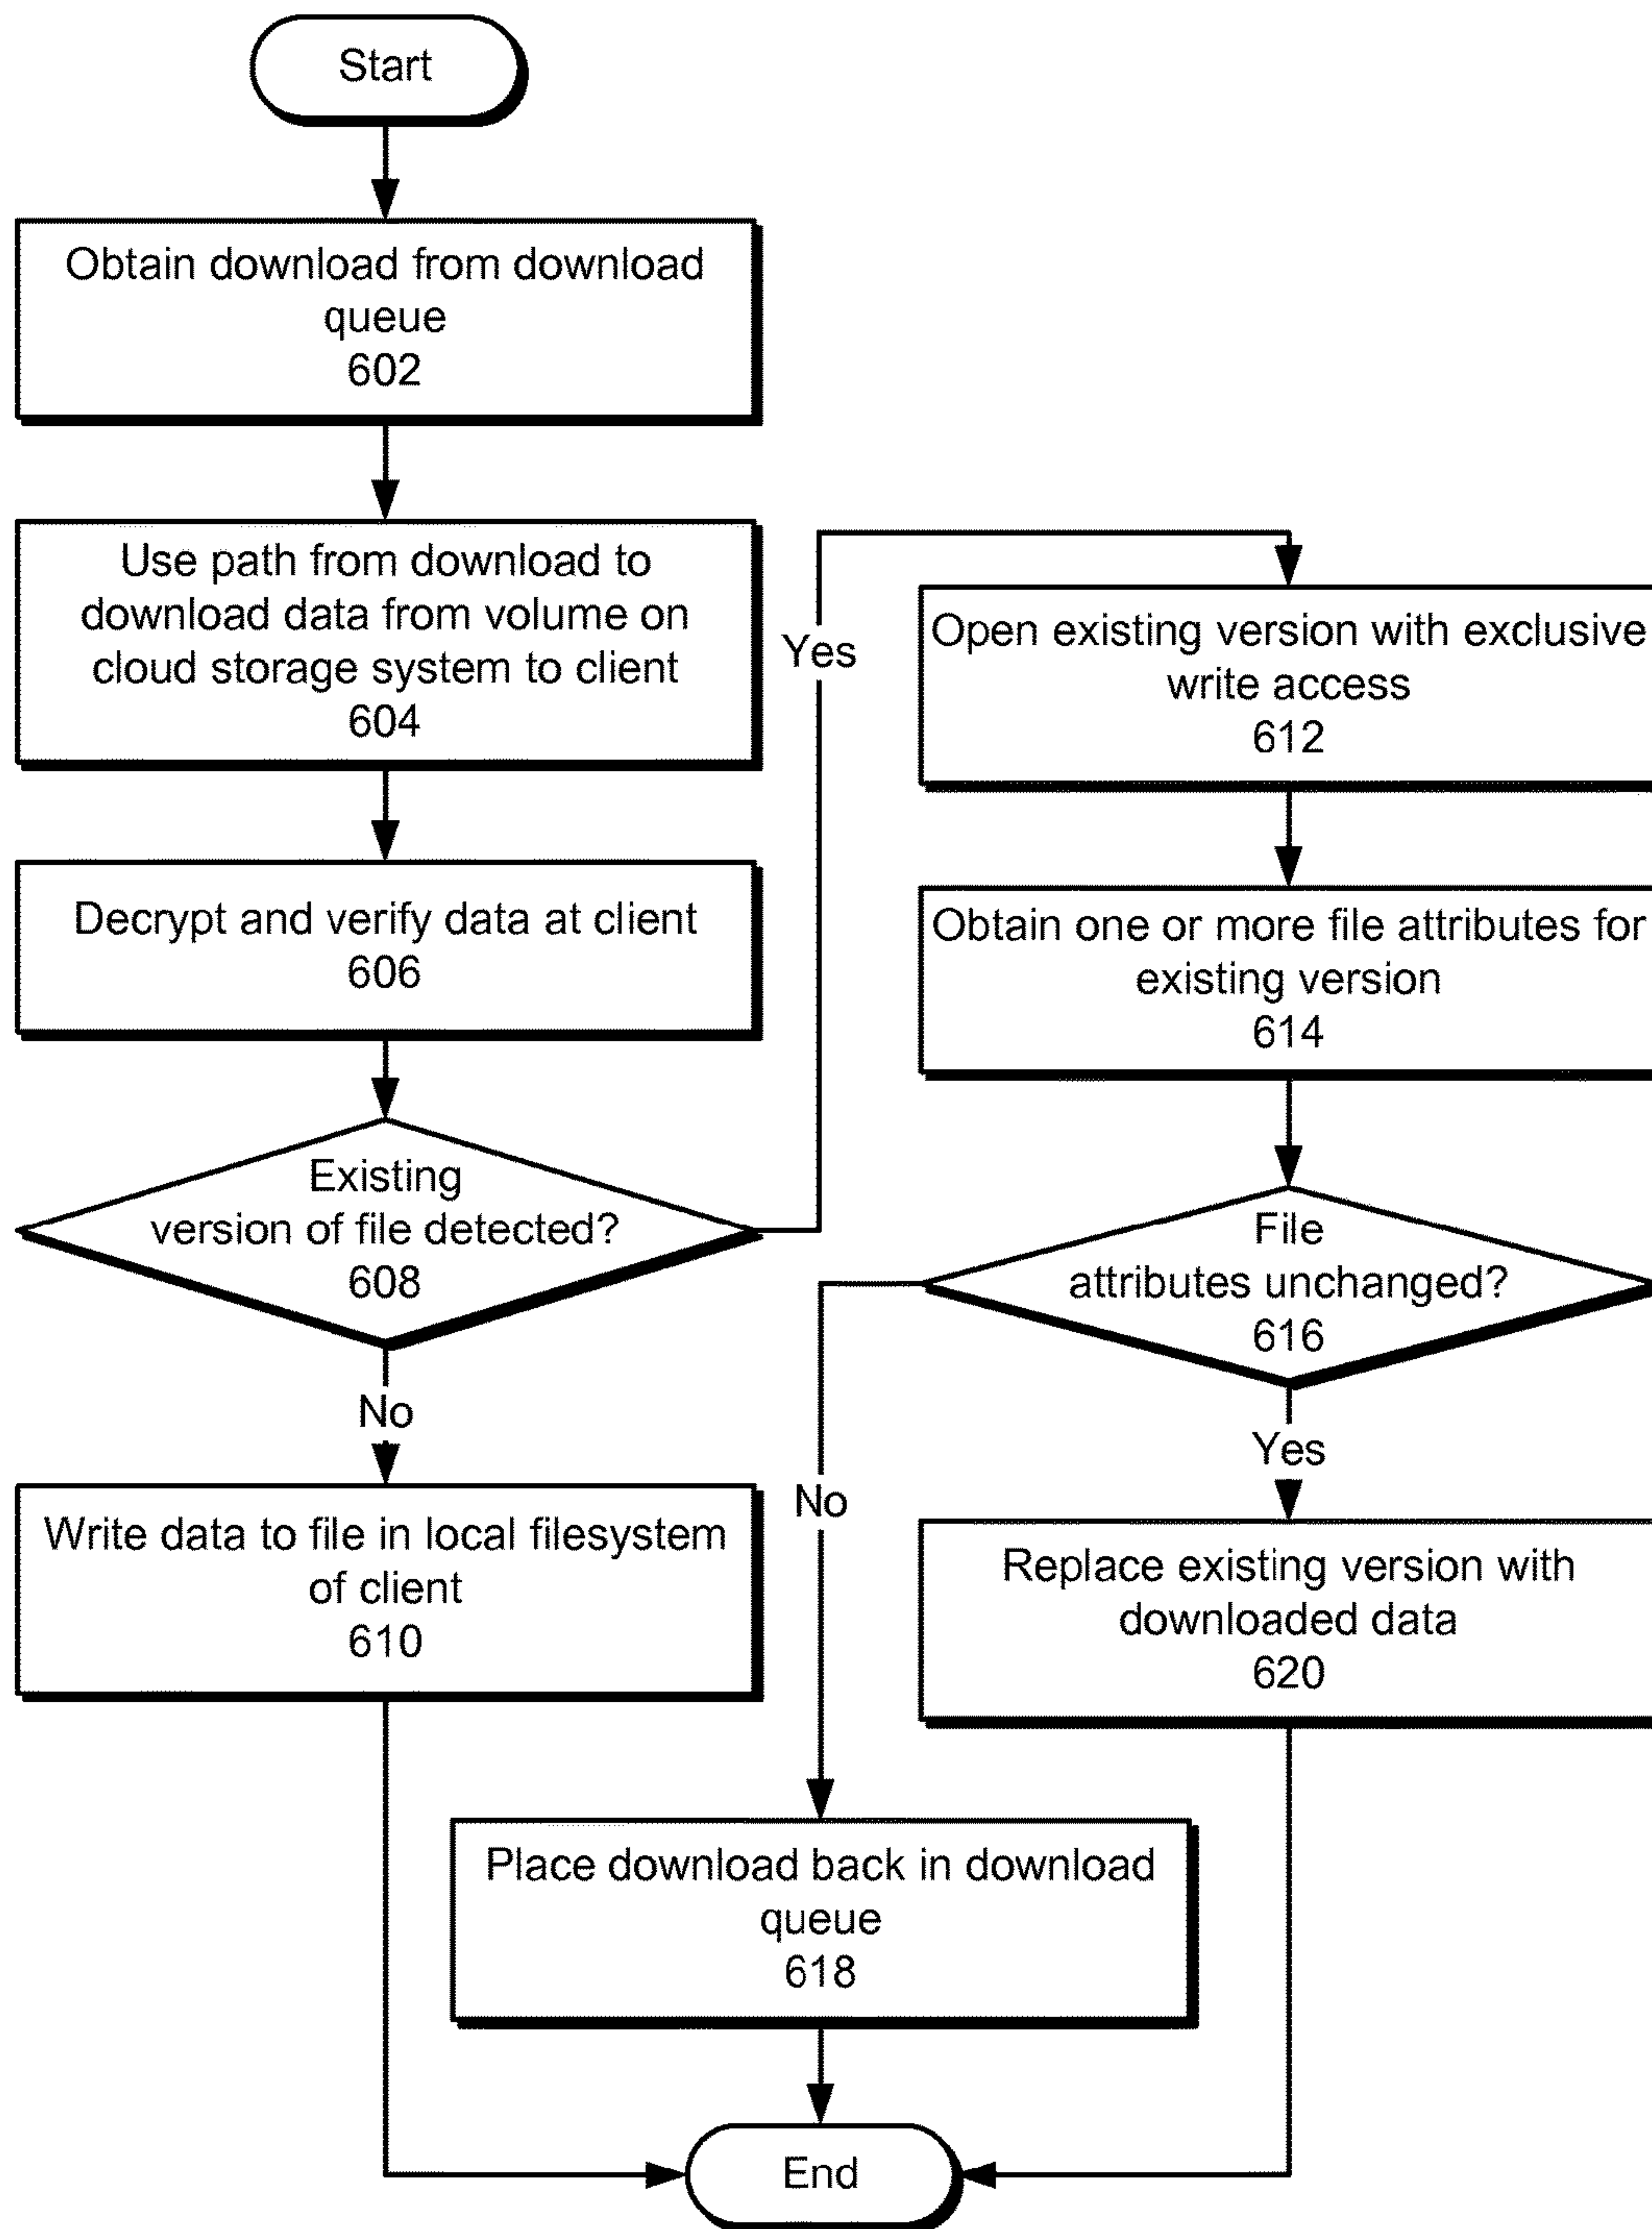 Start
Obtain download from download
queue
602
Use path from download to
download data from volume on
cloud storage system to client
604
Decrypt and verify data at client
606
Existing
version of file detected?
608
No
Write data to file in local filesystem
of client
610
Yes
Open existing version with exclusive
write access
612
Obtain one or more file attributes for
existing version
614
File
attributes unchanged?
616
Yes
Replace existing version with
downloaded data
620
No
Place download back in download
queue
618
End